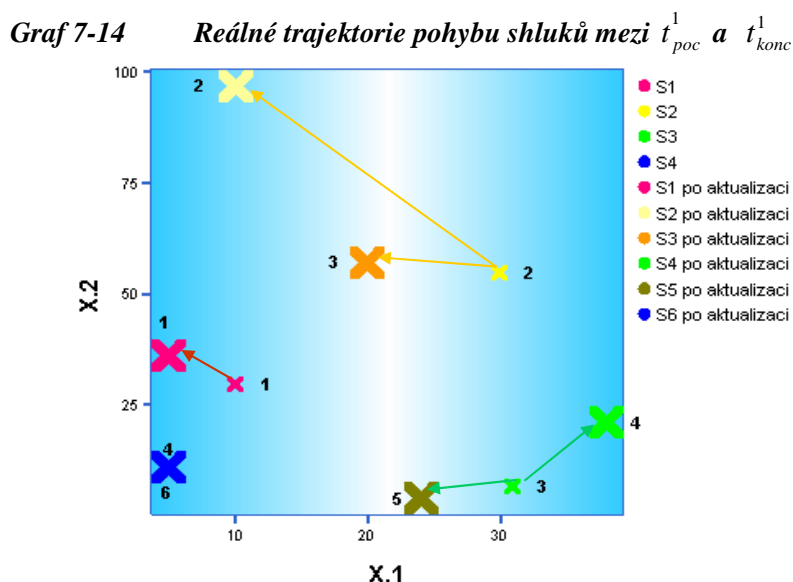 Graf 7-14 Reálné trajektorie pohybu shluků mezi t¹poc a t¹konc
100
75
50
25
X.2
2
3
2
1
1
4
6
5
3
4
10
20
30
X.1
S1
S2
S3
S4
S1 po aktualizaci
S2 po aktualizaci
S3 po aktualizaci
S4 po aktualizaci
S5 po aktualizaci
S6 po aktualizaci